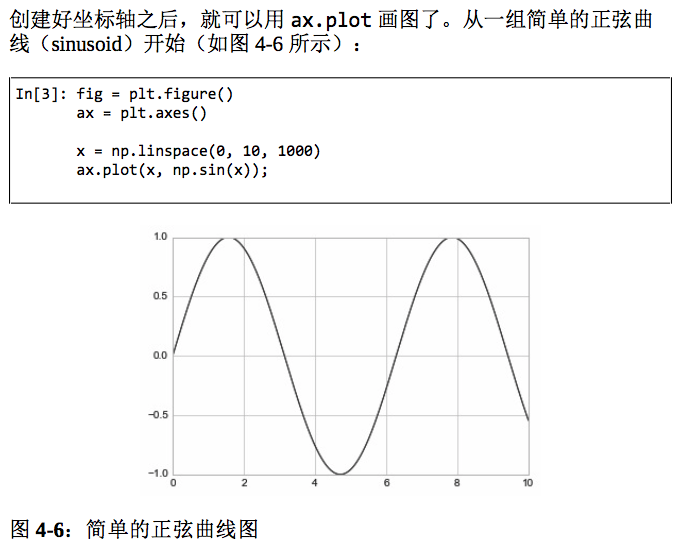 创建好坐标轴之后，就可以用 ax.plot 画图了。从一组简单的正弦曲
线（sinusoid）开始（如图 4-6 所示）：
In[3]: fig = plt.figure()
ax = plt.axes()
x = np.linspace(0, 10, 1000)
ax.plot(x, np.sin(x));
1.0
0.5
0.0
−0.5
−1.0
0 2 4 6 8 10
图 4-6：简单的正弦曲线图